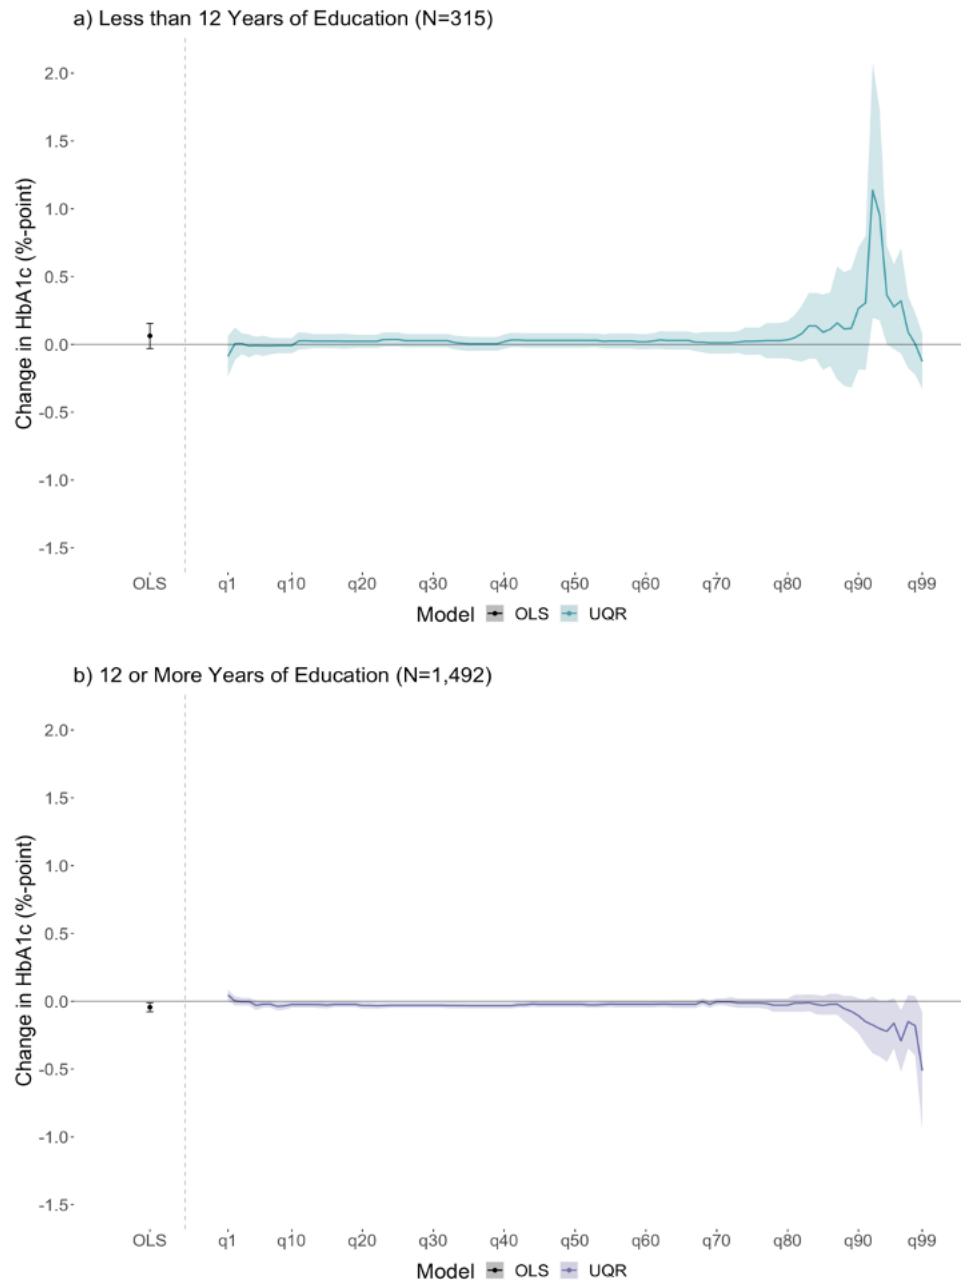 a) Less than 12 Years of Education (N=315)
Change in HbA1c (%-point)
2.0
1.5
1.0
0.5
0.0
-0.5
-1.0
-1.5
OLS q1 q10 q20 q30 q40 q50 q60 q70 q80 q90 q99
Model OLS UQR
b) 12 or More Years of Education (N=1,492)
Change in HbA1c (%-point)
2.0
1.5
1.0
0.5
0.0
-0.5
-1.0
-1.5
OLS q1 q10 q20 q30 q40 q50 q60 q70 q80 q90 q99
Model OLS UQR